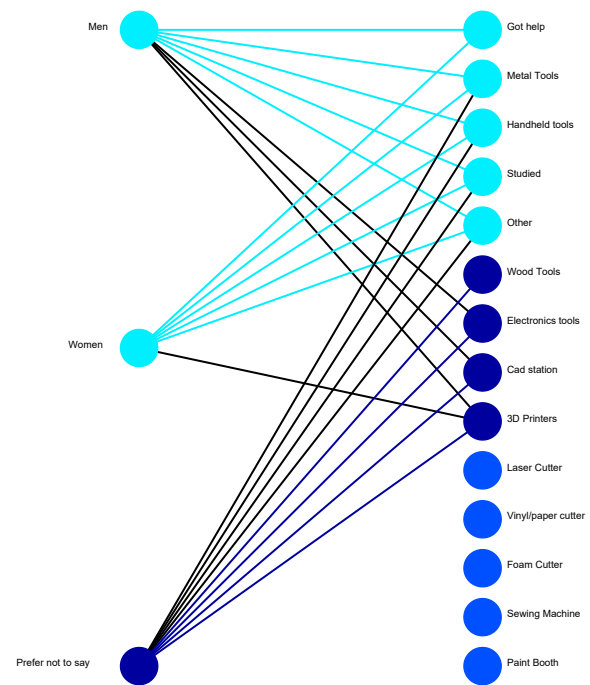 Men
Women
Prefer not to say
Got help
Metal Tools
Handheld tools
Studied
Other
Wood Tools
Electronics tools
Cad station
3D Printers
Laser Cutter
Vinyl/paper cutter
Foam Cutter
Sewing Machine
Paint Booth